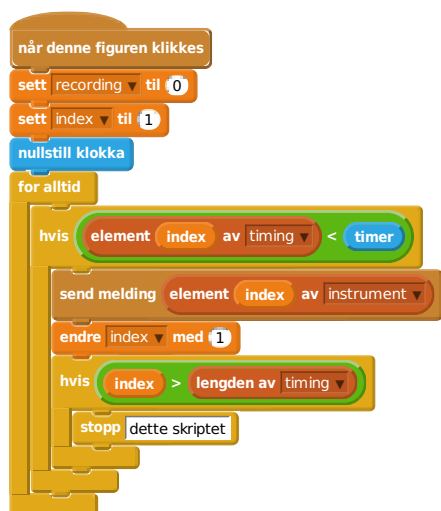 når denne figuren klikkes
sett recording til 0
sett index til 1
nullstill klokka
for alltid
hvis element index av timing < timer
send melding element index av instrument
endre index med 1
hvis index > lengden av timing
stopp dette skriptet